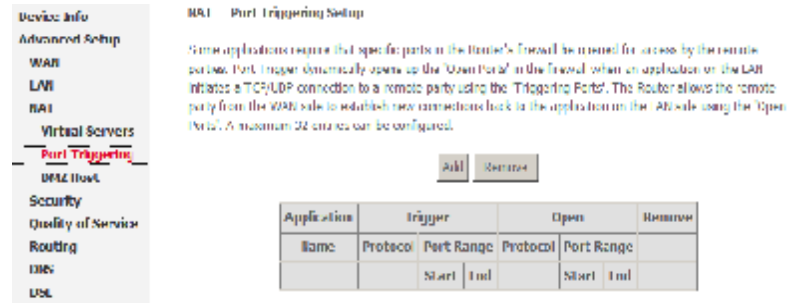 Device Info
Advanced Setup
WAN
LAN
NAT
Virtual Servers
Port Triggering
DMZ Host
Security
Quality of Service
Routing
DNS
DSL
NAT Port Triggering Setup
Some applications require that specific ports in the Router's firewall be opened for access by the remote
parties. Port Trigger dynamically opens up the 'Open Ports' in the firewall when an application on the LAN
initiates a TCP/UDP connection to a remote party using the 'Triggering Ports'. The Router allows the remote
party from the WAN side to establish new connections back to the application on the LAN side using the 'Open
Ports'. A maximum 32 entries can be configured.
Add Remove
Application Trigger Open Remove
Name Protocol Port Range Protocol Port Range
Start End Start End